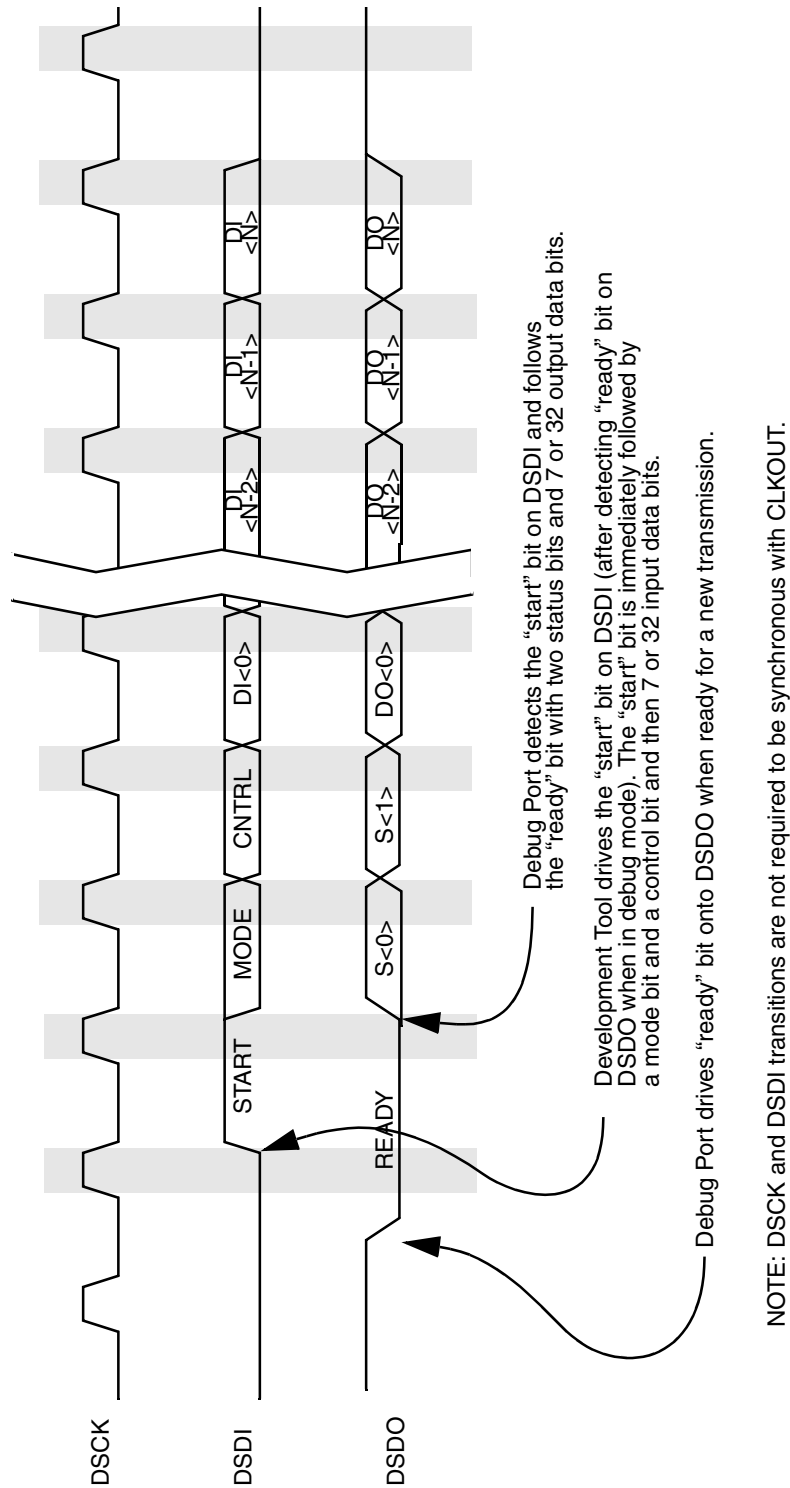 DSCK
DSDI
START
MODE
CNTRL
DI<0>
DI
<N-2>
DI
<N-1>
DI
<N>
DSDO
READY
S<0>
S<1>
DO<0>
DO
<N-2>
DO
<N-1>
DO
<N>
Debug Port detects the “start” bit on DSDI and follows
the “ready” bit with two status bits and 7 or 32 output data bits.
Development Tool drives the “start” bit on DSDI (after detecting “ready” bit on
DSDO when in debug mode). The “start” bit is immediately followed by
a mode bit and a control bit and then 7 or 32 input data bits.
Debug Port drives “ready” bit onto DSDO when ready for a new transmission.
NOTE: DSCK and DSDI transitions are not required to be synchronous with CLKOUT.